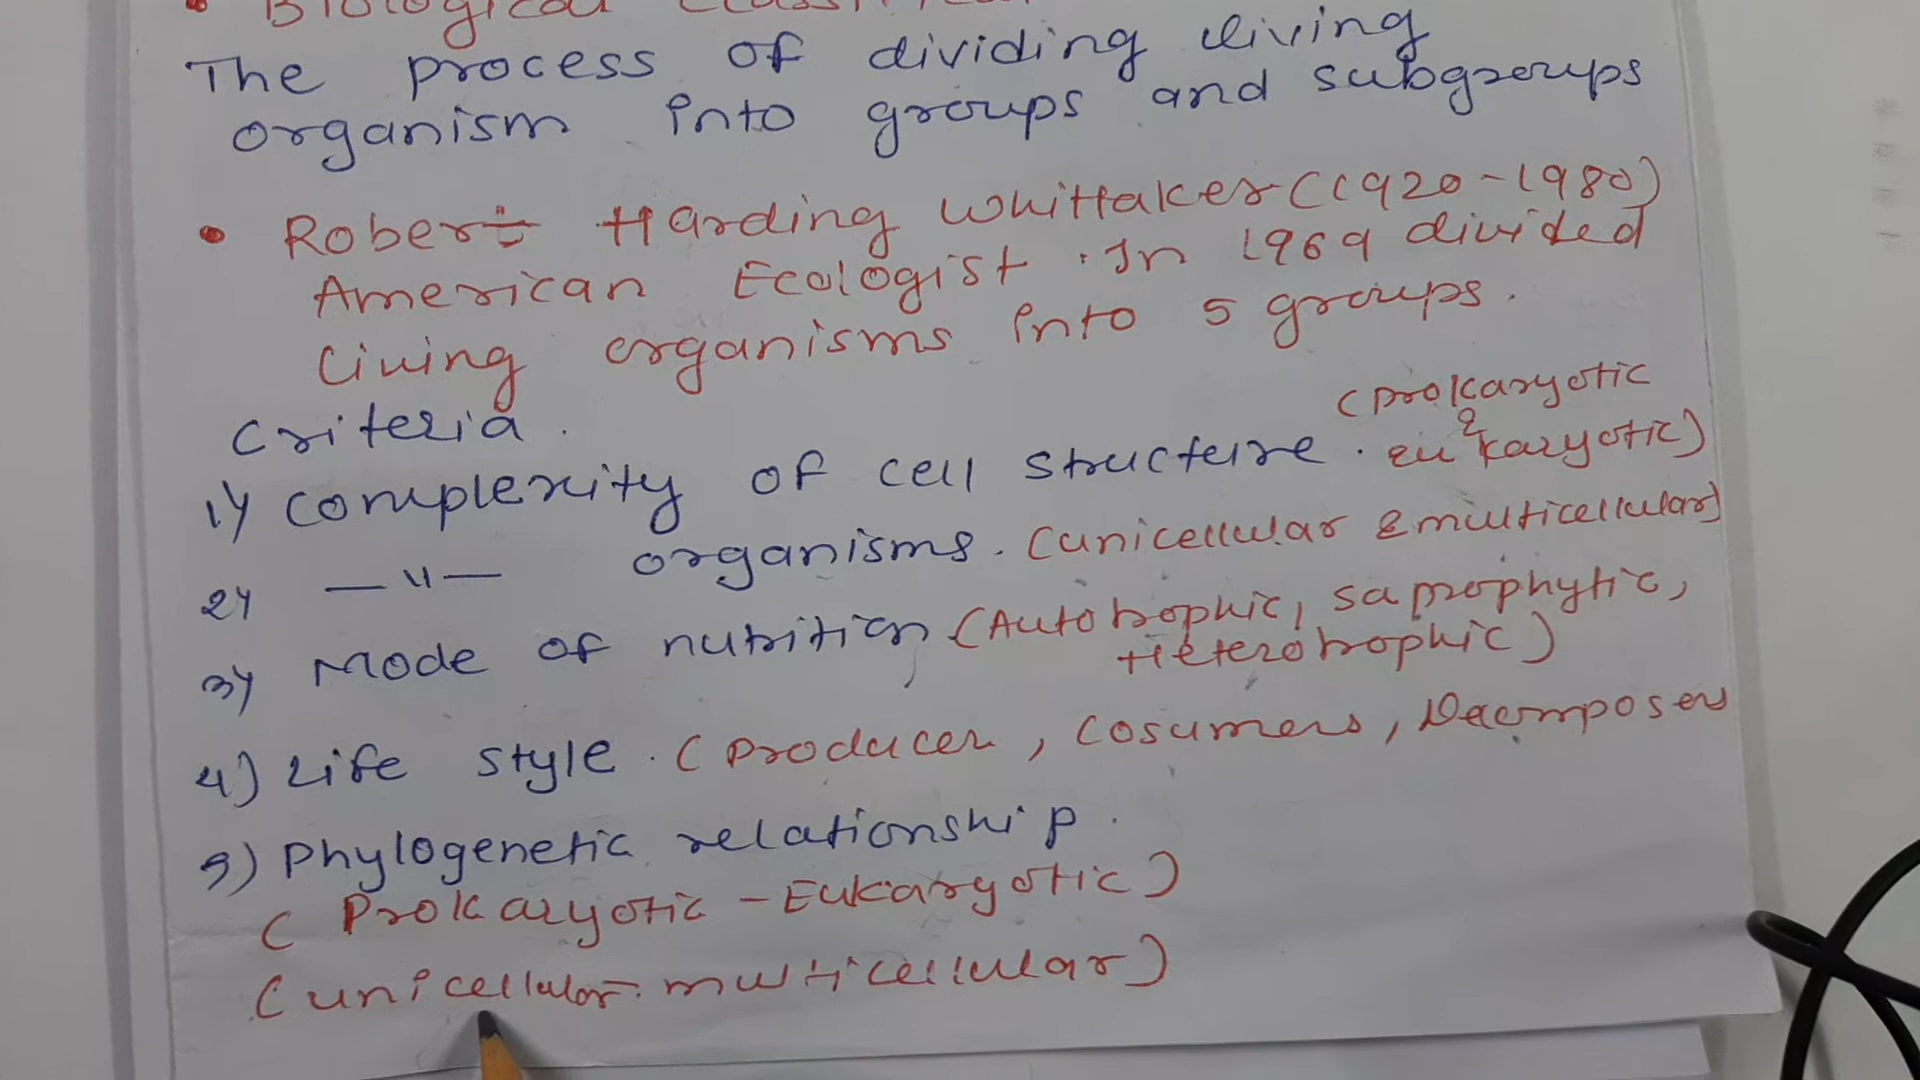 • Biological Classifica
The process of dividing living
organism into groups and subgroups
• Robert Harding Whittaker (1920-1980)
American Ecologist. In 1969 divided
living organisms into 5 groups.
Criteria.
1) Complexity of cell structure. (prokaryotic & eukaryotic)
2) —"— organisms. (unicellular & multicellular)
3) Mode of nutrition (Autotrophic, saprophytic,
Heterotrophic)
4) Life style. (producer, cosumers, Decomposers
5) Phylogenetic relationship.
( Prokaryotic - Eukaryotic)
(unicellular - multicellular)